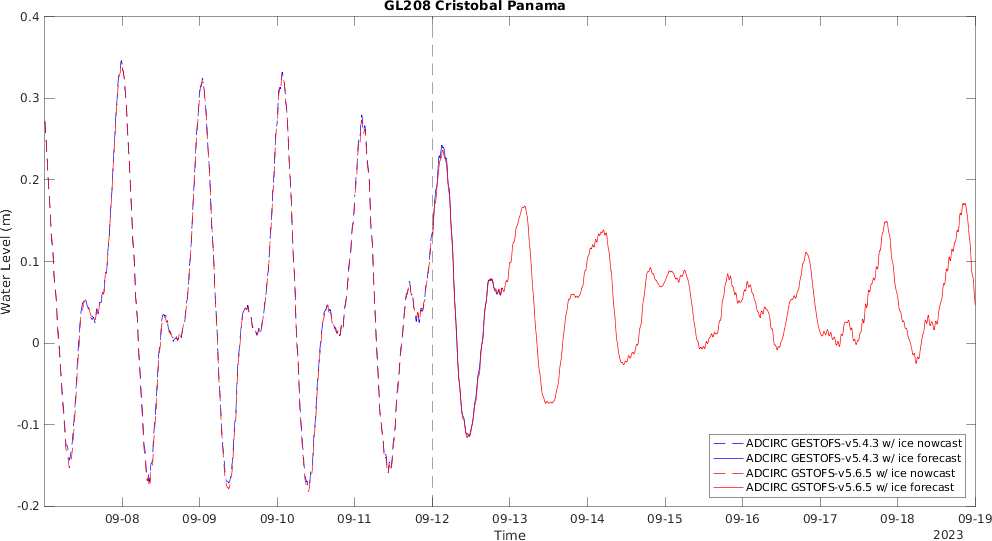 GL208 Cristobal Panama
0.4
0.3
0.2
0.1
0
-0.1
-0.2
Water Level (m)
ADCIRC GESTOFS-v5.4.3 w/ ice nowcast
ADCIRC GESTOFS-v5.4.3 w/ ice forecast
ADCIRC GSTOFS-v5.6.5 w/ ice nowcast
ADCIRC GSTOFS-v5.6.5 w/ ice forecast
09-08 09-09 09-10 09-11 09-12 09-13 09-14 09-15 09-16 09-17 09-18 09-19
Time 2023